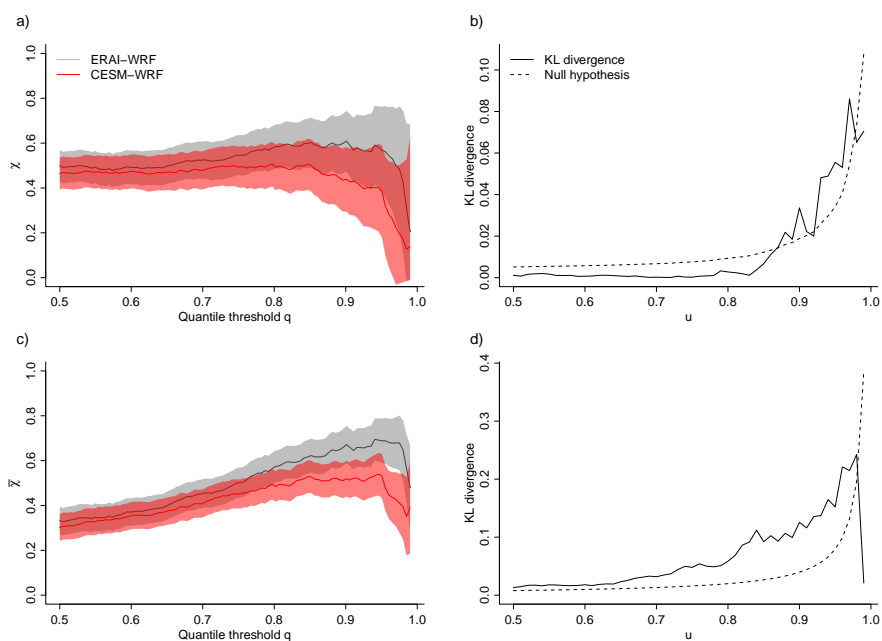 a)
ERAI−WRF
CESM−WRF
χ
0.0
0.2
0.4
0.6
0.8
1.0
0.5
0.6
0.7
0.8
0.9
1.0
Quantile threshold q
b)
KL divergence
Null hypothesis
KL divergence
0.00
0.02
0.04
0.06
0.08
0.10
0.5
0.6
0.7
0.8
0.9
1.0
u
c)
χ̅
0.0
0.2
0.4
0.6
0.8
1.0
0.5
0.6
0.7
0.8
0.9
1.0
Quantile threshold q
d)
KL divergence
0.0
0.1
0.2
0.3
0.4
0.5
0.6
0.7
0.8
0.9
1.0
u